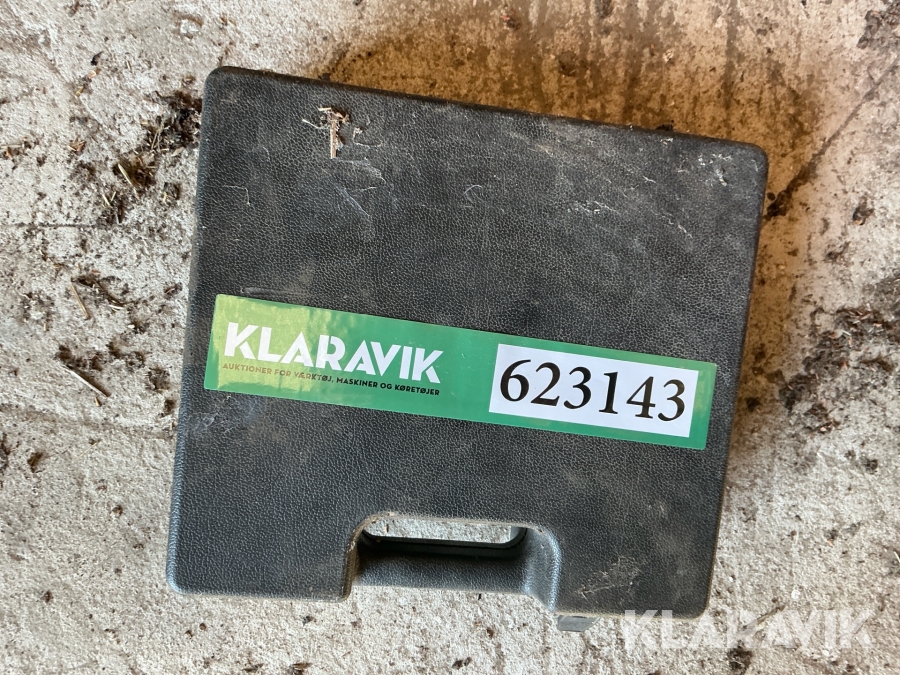 KLARAVIK
AUKTIONER FOR VÆRKTØJ, MASKINER OG KØRETØJER
623143
KLARAVIK